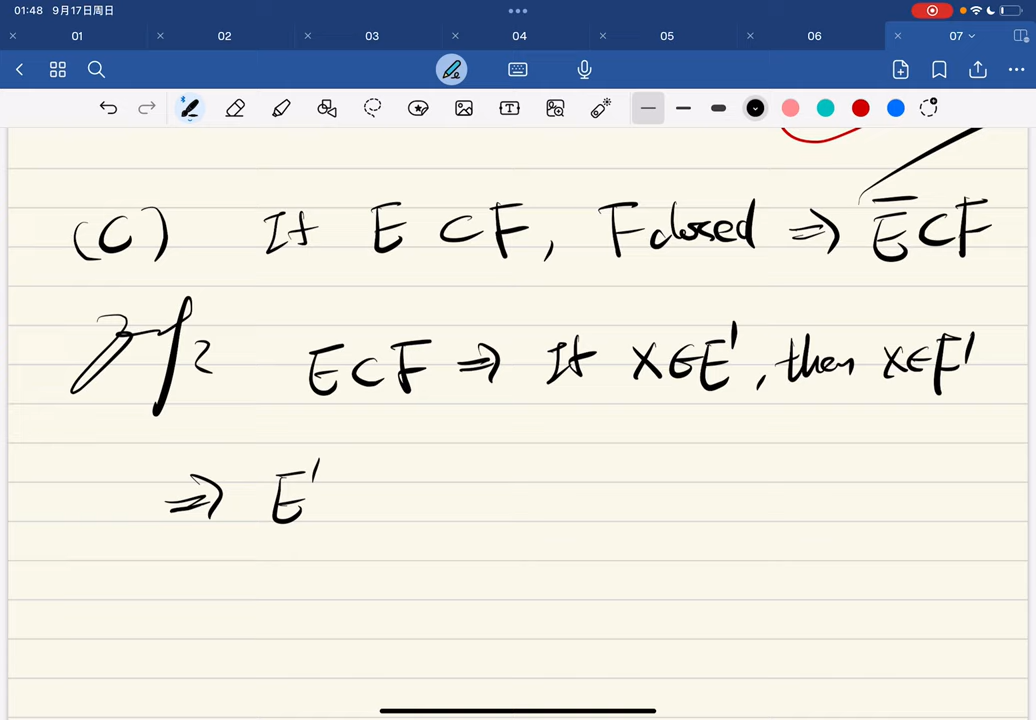 01:48 9月17日周日
01 02 03 04 05 06 07
(C) If E ⊂ F, F closed ⇒ E̅ ⊂ F
E ⊂ F ⇒ If x∈E', then x∈F'
⇒ E'